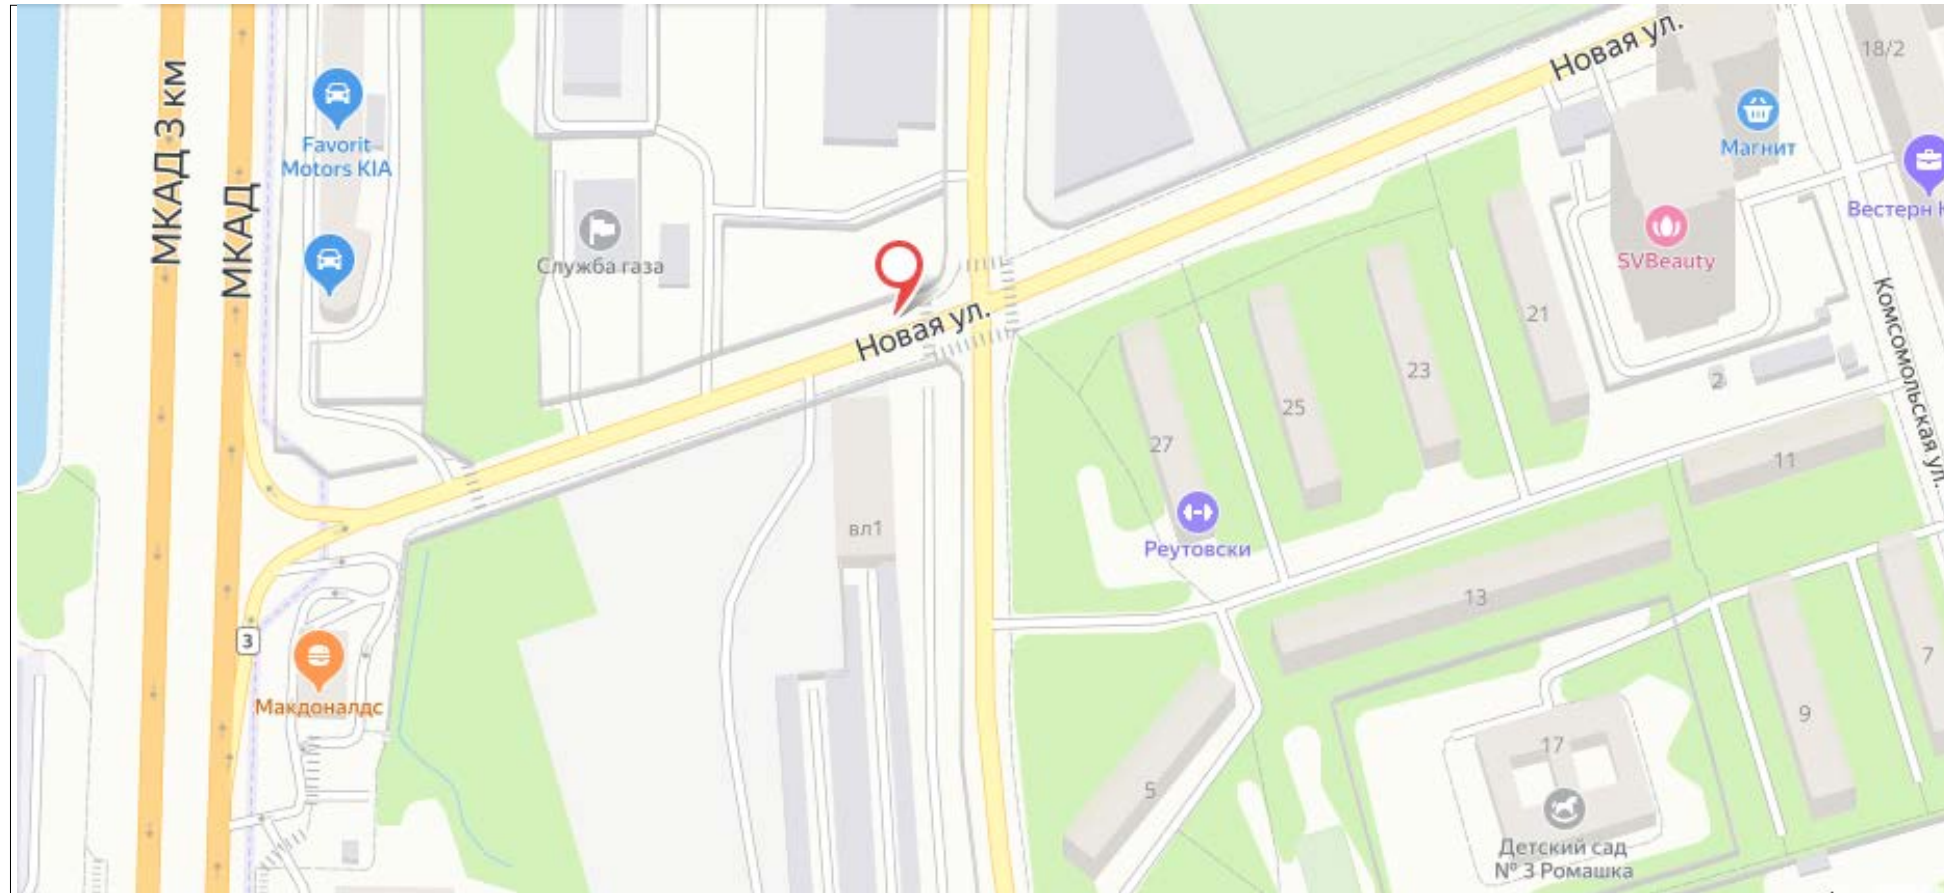 Новая ул.
18/2
МКАД 3 км
МКАД
Favorit
Motors KIA
Магнит
Служба газа
SVBeauty
Вестерн
Новая ул.
Комсомольская ул.
21
23
25
27
2
11
вл1
Реутовски
13
3
Макдоналдс
7
9
17
5
Детский сад
№ 3 Ромашка